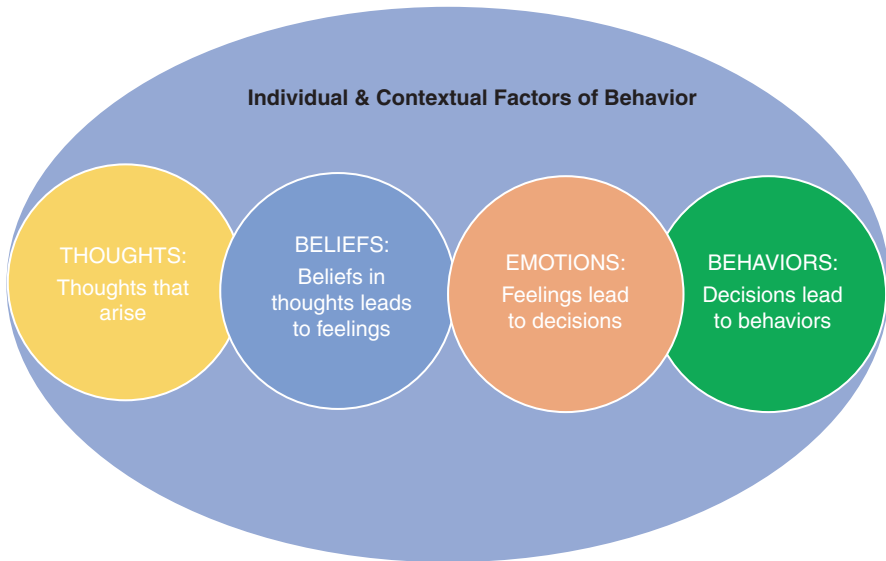 Individual & Contextual Factors of Behavior
THOUGHTS:
Thoughts that
arise
BELIEFS:
Beliefs in
thoughts leads
to feelings
EMOTIONS:
Feelings lead
to decisions
BEHAVIORS:
Decisions lead
to behaviors